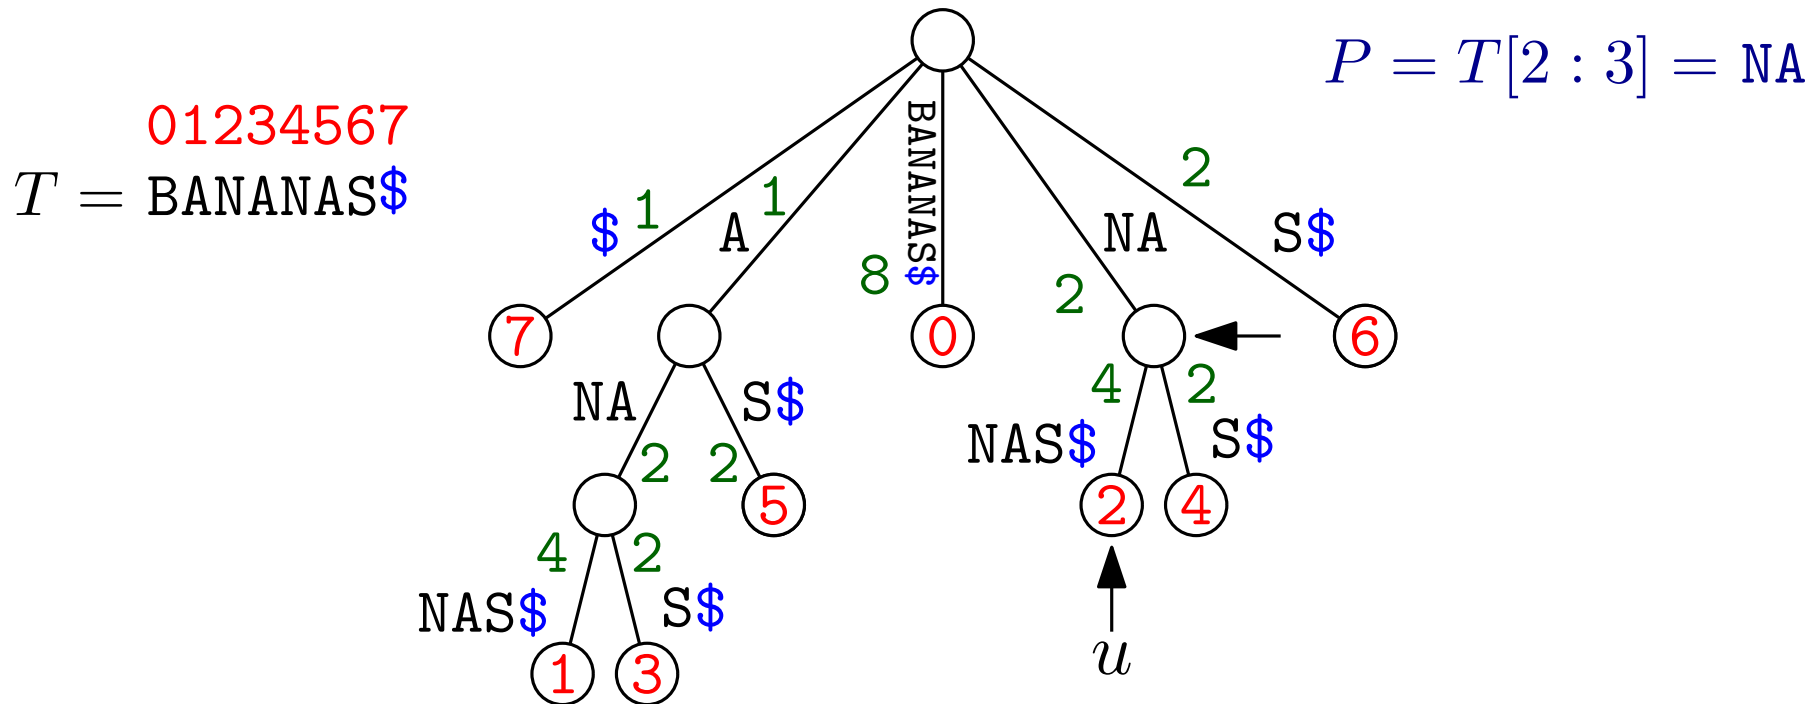 P = T[2 : 3] = NA
01234567
T = BANANAS$
BANANAS$
2
$ 1
A 1
NA
S$
8
2
7
0
6
NA
S$
4
2
2
2
NAS$
S$
5
2
4
4
2
NAS$
S$
1
3
u